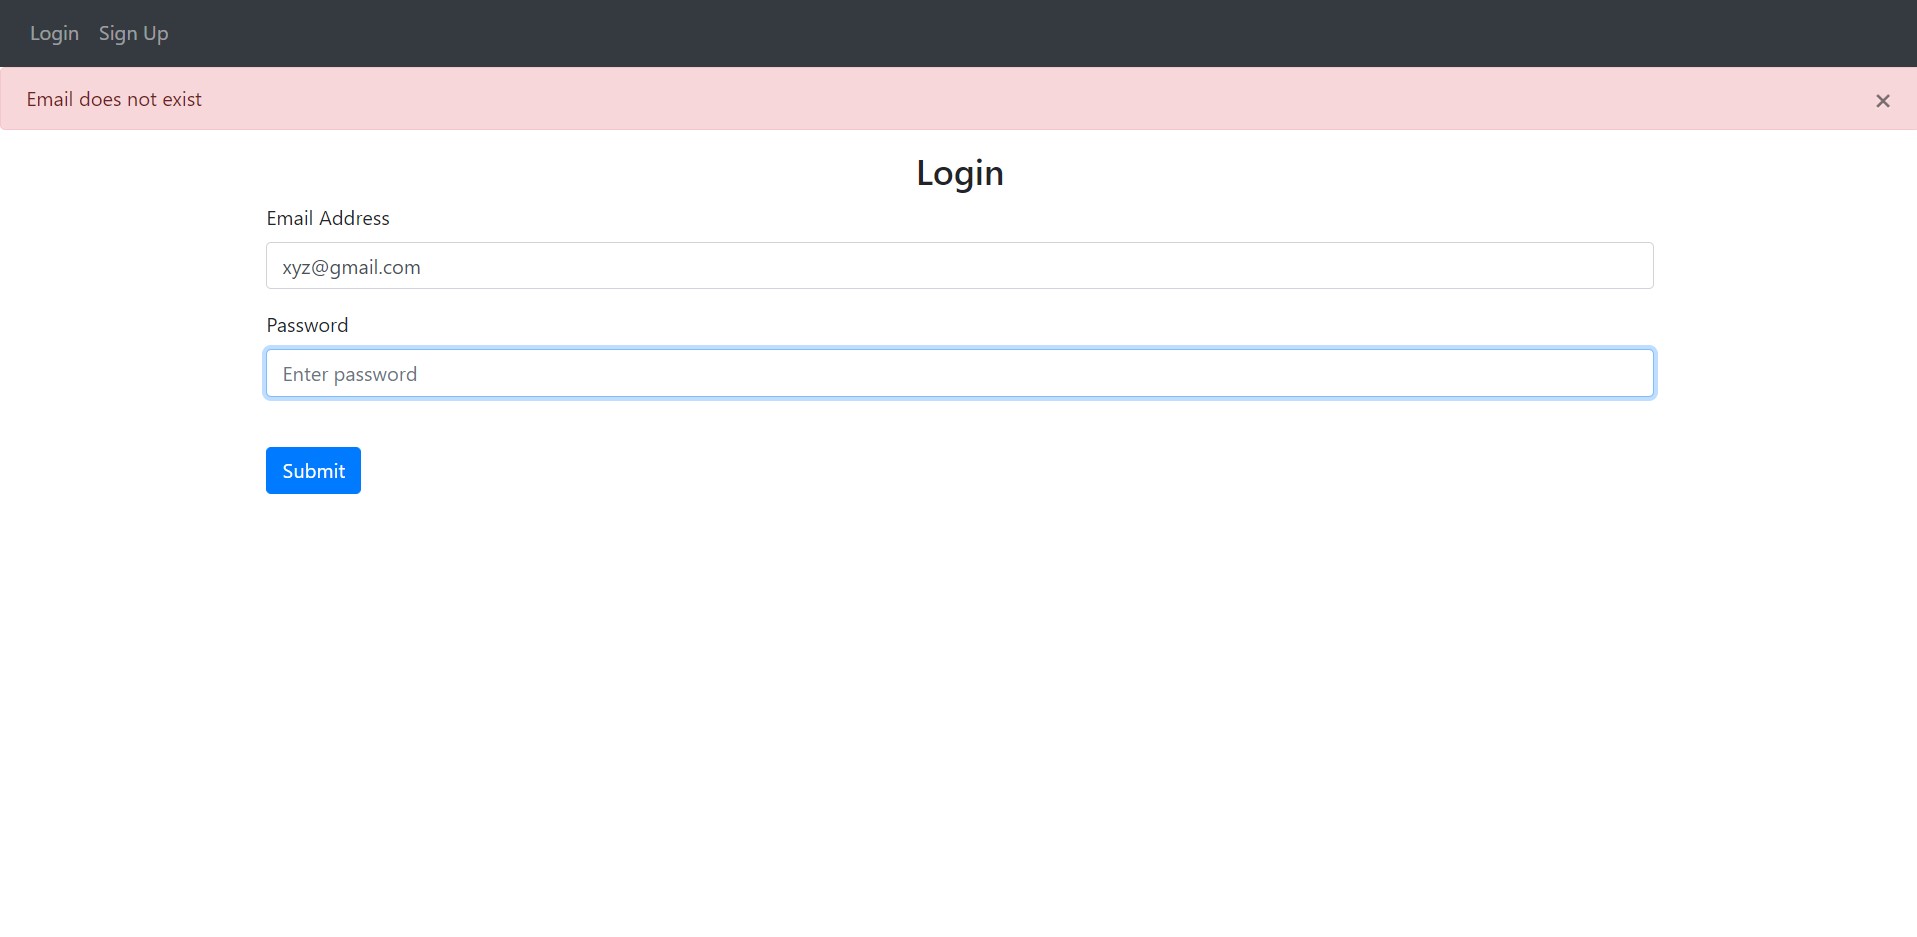 Login Sign Up
Email does not exist ×
Login
Email Address
xyz@gmail.com
Password
Enter password
Submit